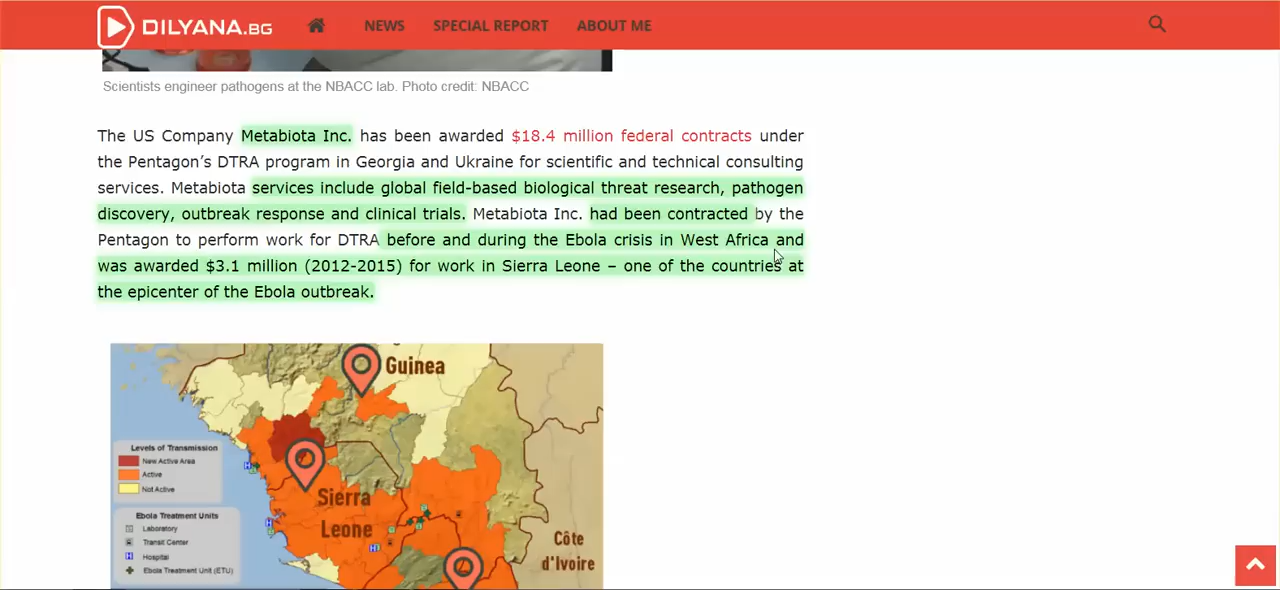 DILYANA.BG
NEWS
SPECIAL REPORT
ABOUT ME
Scientists engineer pathogens at the NBACC lab. Photo credit: NBACC
The US Company Metabiota Inc. has been awarded $18.4 million federal contracts under
the Pentagon’s DTRA program in Georgia and Ukraine for scientific and technical consulting
services. Metabiota services include global field-based biological threat research, pathogen
discovery, outbreak response and clinical trials. Metabiota Inc. had been contracted by the
Pentagon to perform work for DTRA before and during the Ebola crisis in West Africa and
was awarded $3.1 million (2012-2015) for work in Sierra Leone – one of the countries at
the epicenter of the Ebola outbreak.
Guinea
Levels of Transmission
New Active Area
Active
Not Active
Sierra
Leone
Ebola Treatment Units
Laboratory
Transit Center
Hospital
Ebola Treatment Unit (ETU)
Côte
d'Ivoire